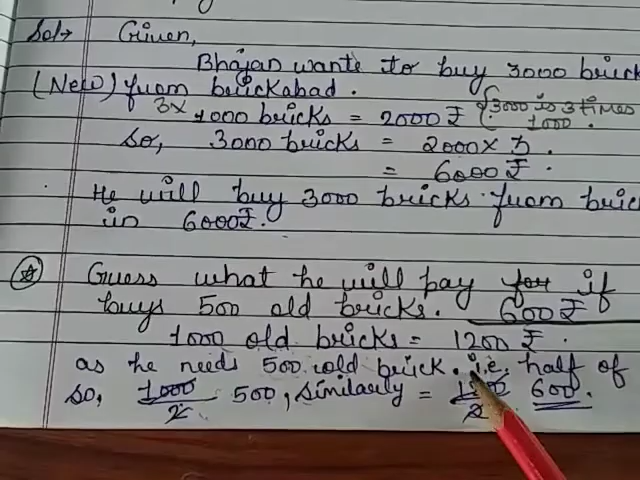 Sol→ Given,
Bhajan wants to buy 3000 brick
(New) from brickabad.
3x 1000 bricks = 2000 ₹ {3000 is 3 times
1000.
So, 3000 bricks = 2000 × 3.
= 6000 ₹.
He will buy 3000 bricks from bric
in 6000₹.
Guess what he will pay for if
buys 500 old bricks. 600 ₹
1000 old bricks = 1200 ₹.
as he needs 500 old brick. i.e. half of
so, 1000/2 500, similarly = 1200/2 600.